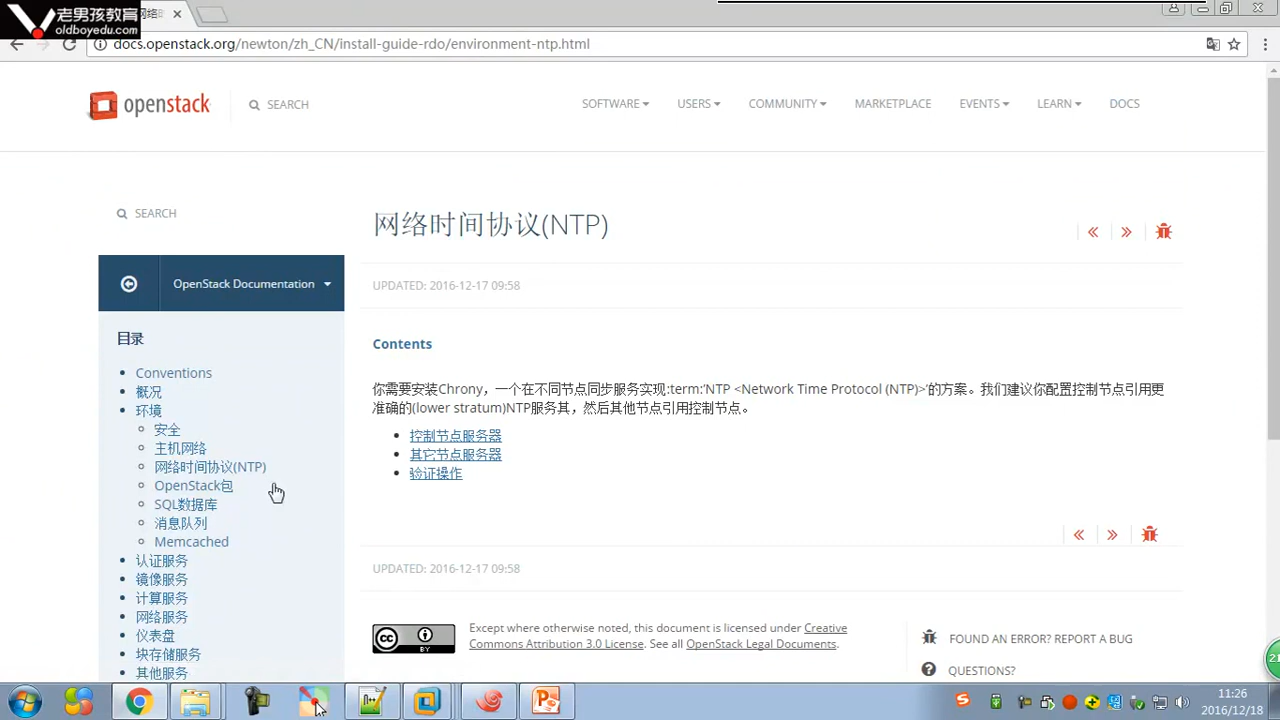 老男孩教育
oldboyedu.com
docs.openstack.org/newton/zh_CN/install-guide-rdo/environment-ntp.html
openstack
SEARCH
SOFTWARE
USERS
COMMUNITY
MARKETPLACE
EVENTS
LEARN
DOCS
SEARCH
网络时间协议(NTP)
OpenStack Documentation
UPDATED: 2016-12-17 09:58
目录
Contents
Conventions
概况
环境
安全
主机网络
网络时间协议(NTP)
OpenStack包
SQL数据库
消息队列
Memcached
认证服务
镜像服务
计算服务
网络服务
仪表盘
块存储服务
其他服务
你需要安装Chrony，一个在不同节点同步服务实现:term:’NTP <Network Time Protocol (NTP)>’的方案。我们建议你配置控制节点引用更
准确的(lower stratum)NTP服务其，然后其他节点引用控制节点。
控制节点服务器
其它节点服务器
验证操作
UPDATED: 2016-12-17 09:58
cc
BY
Except where otherwise noted, this document is licensed under Creative
Commons Attribution 3.0 License. See all OpenStack Legal Documents.
FOUND AN ERROR? REPORT A BUG
QUESTIONS?
11:26
2016/12/18